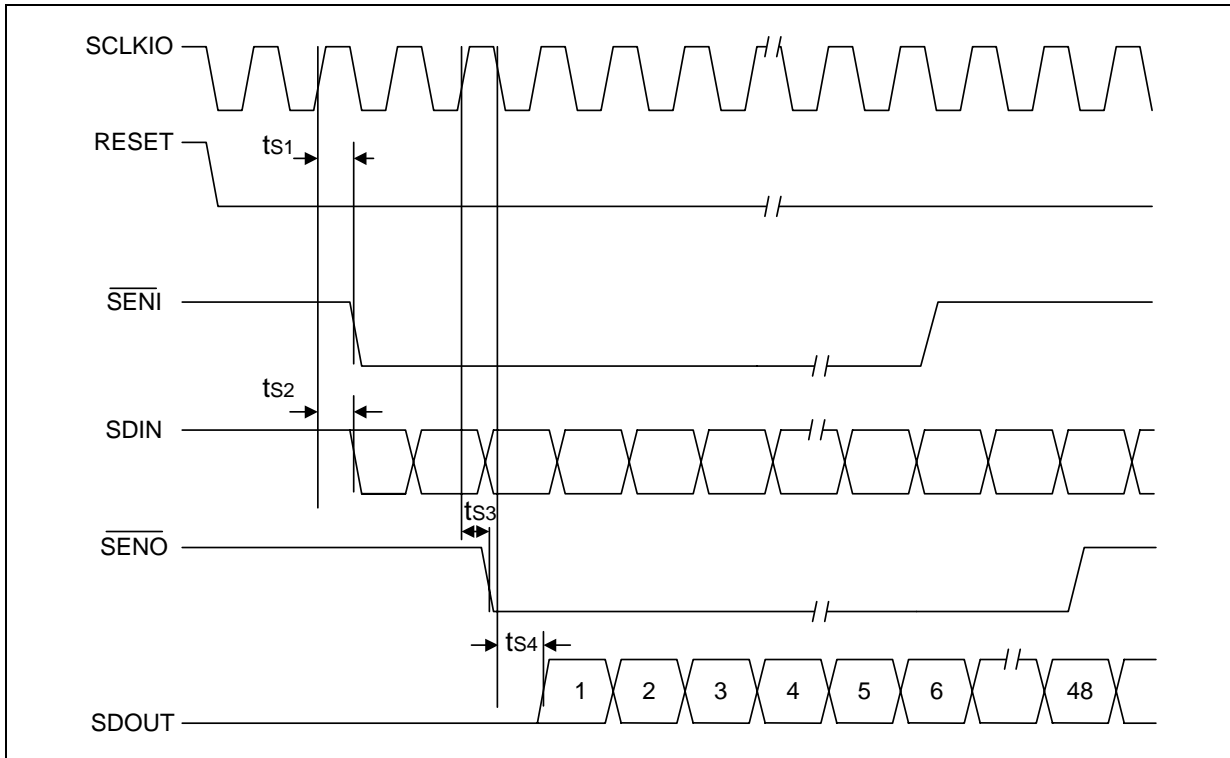 SCLKIO
RESET
tS1
SENI
tS2
SDIN
tS3
SENO
tS4
1 2 3 4 5 6 48
SDOUT